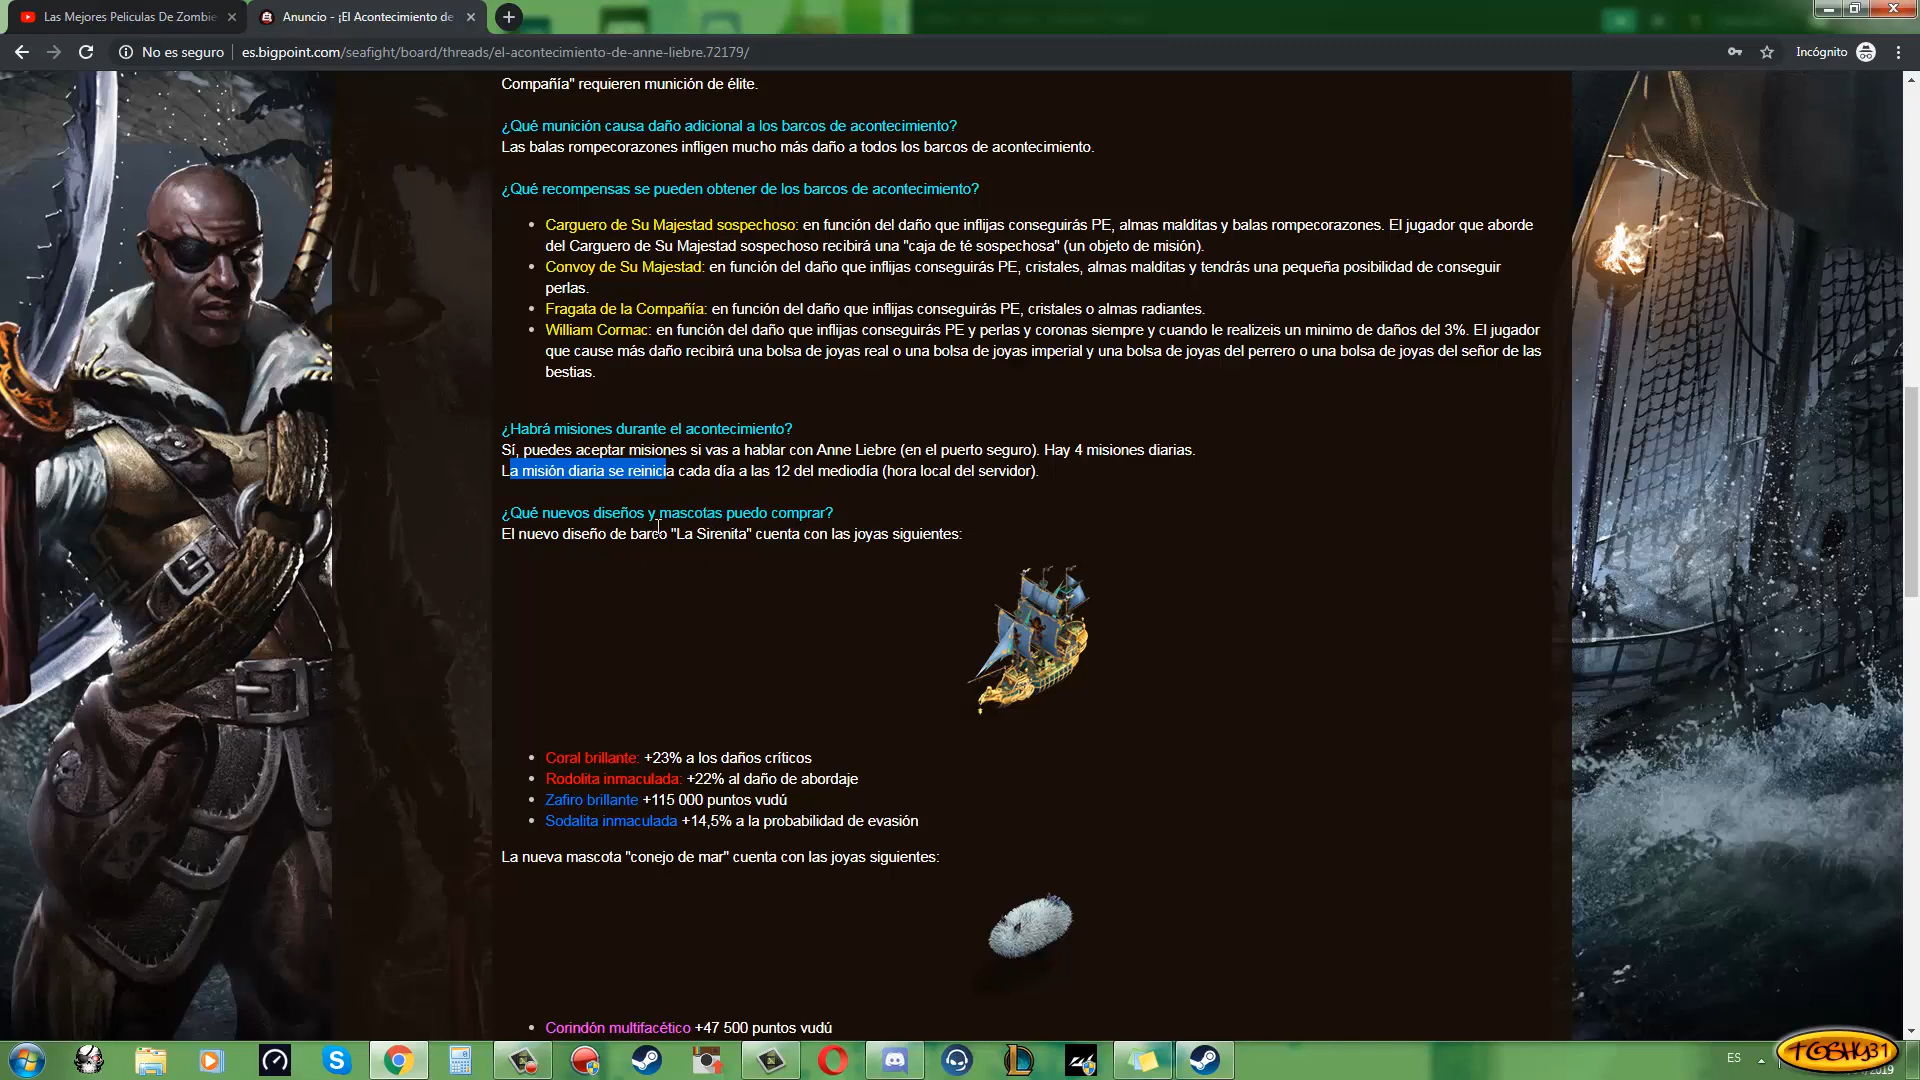 Las Mejores Peliculas De Zombie
Anuncio - ¡El Acontecimiento de
No es seguro
es.bigpoint.com/seafight/board/threads/el-acontecimiento-de-anne-liebre.72179/
Incógnito
Compañía" requieren munición de élite.
¿Qué munición causa daño adicional a los barcos de acontecimiento?
Las balas rompecorazones infligen mucho más daño a todos los barcos de acontecimiento.
¿Qué recompensas se pueden obtener de los barcos de acontecimiento?
Carguero de Su Majestad sospechoso: en función del daño que inflijas conseguirás PE, almas malditas y balas rompecorazones. El jugador que aborde
del Carguero de Su Majestad sospechoso recibirá una "caja de té sospechosa" (un objeto de misión).
Convoy de Su Majestad: en función del daño que inflijas conseguirás PE, cristales, almas malditas y tendrás una pequeña posibilidad de conseguir
perlas.
Fragata de la Compañía: en función del daño que inflijas conseguirás PE, cristales o almas radiantes.
William Cormac: en función del daño que inflijas conseguirás PE y perlas y coronas siempre y cuando le realizeis un minimo de daños del 3%. El jugador
que cause más daño recibirá una bolsa de joyas real o una bolsa de joyas imperial y una bolsa de joyas del perrero o una bolsa de joyas del señor de las
bestias.
¿Habrá misiones durante el acontecimiento?
Sí, puedes aceptar misiones si vas a hablar con Anne Liebre (en el puerto seguro). Hay 4 misiones diarias.
La misión diaria se reinicia cada día a las 12 del mediodía (hora local del servidor).
¿Qué nuevos diseños y mascotas puedo comprar?
El nuevo diseño de barco "La Sirenita" cuenta con las joyas siguientes:
Coral brillante: +23% a los daños críticos
Rodolita inmaculada: +22% al daño de abordaje
Zafiro brillante +115 000 puntos vudú
Sodalita inmaculada +14,5% a la probabilidad de evasión
La nueva mascota "conejo de mar" cuenta con las joyas siguientes:
Corindón multifacético +47 500 puntos vudú
ES
TOSHY31